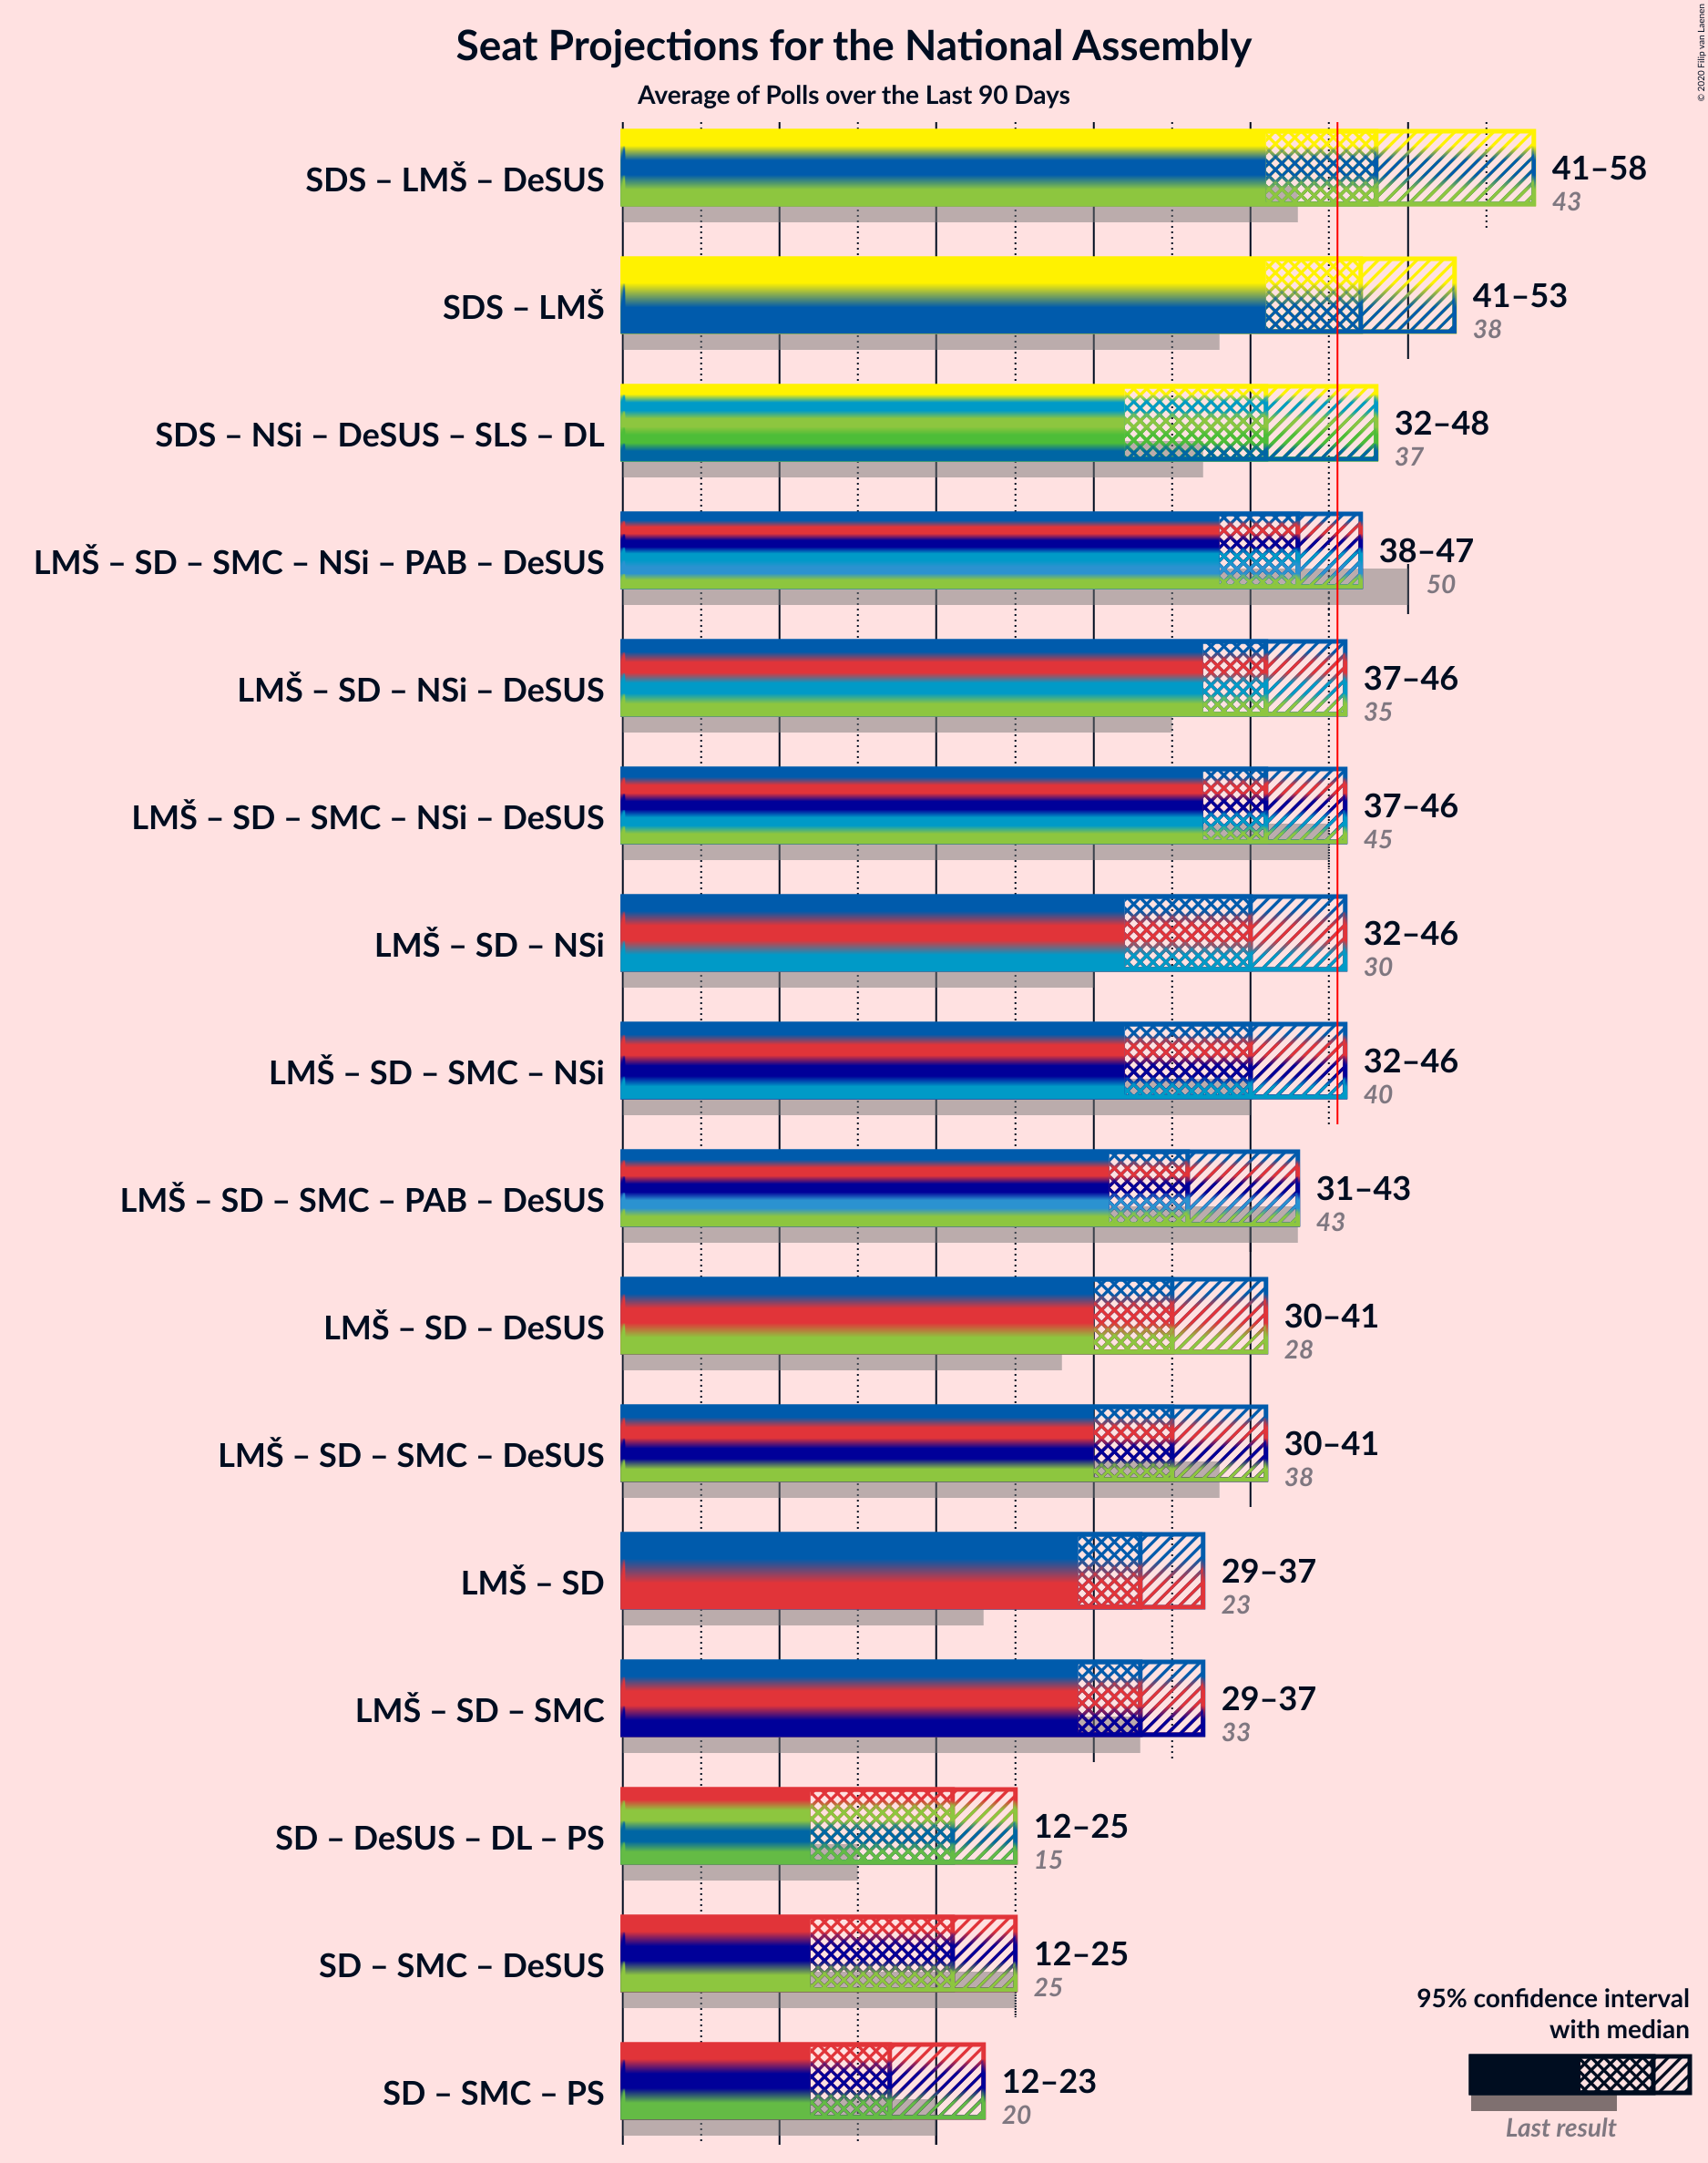 Seat Projections for the National Assembly
Average of Polls over the Last 90 Days
© 2020 Filip van Laenen
SDS – LMŠ – DeSUS
41–58
43
SDS – LMŠ
41–53
38
SDS – NSi – DeSUS – SLS – DL
32–48
37
LMŠ – SD – SMC – NSi – PAB – DeSUS
38–47
50
LMŠ – SD – NSi – DeSUS
37–46
35
LMŠ – SD – SMC – NSi – DeSUS
37–46
45
LMŠ – SD – NSi
32–46
30
LMŠ – SD – SMC – NSi
32–46
40
LMŠ – SD – SMC – PAB – DeSUS
31–43
43
LMŠ – SD – DeSUS
30–41
28
LMŠ – SD – SMC – DeSUS
30–41
38
LMŠ – SD
29–37
23
LMŠ – SD – SMC
29–37
33
SD – DeSUS – DL – PS
12–25
15
SD – SMC – DeSUS
12–25
25
SD – SMC – PS
12–23
20
95% confidence interval
with median
Last result